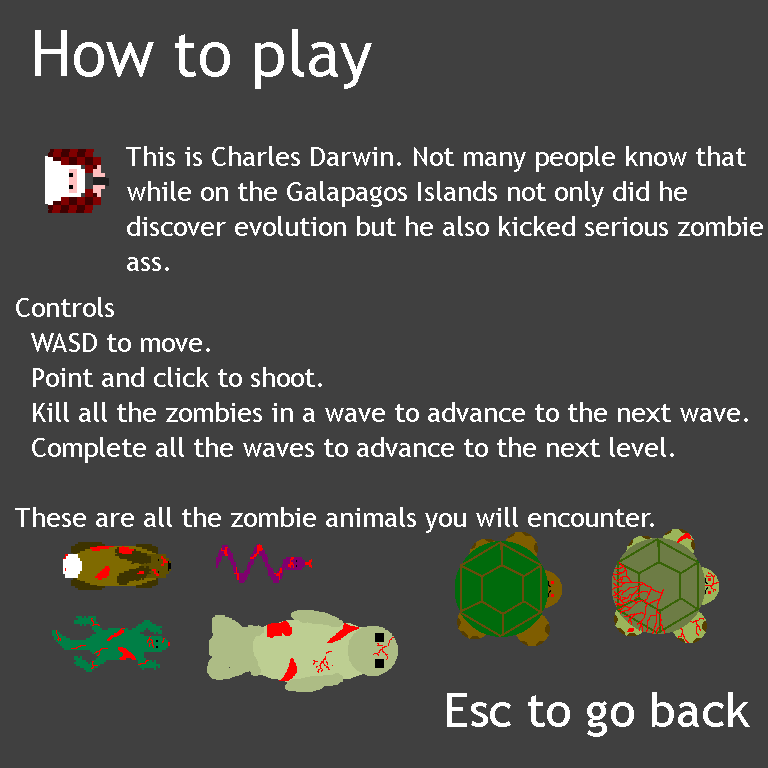 How to play
This is Charles Darwin. Not many people know that
while on the Galapagos Islands not only did he
discover evolution but he also kicked serious zombie
ass.
Controls
WASD to move.
Point and click to shoot.
Kill all the zombies in a wave to advance to the next wave.
Complete all the waves to advance to the next level.
These are all the zombie animals you will encounter.
Esc to go back